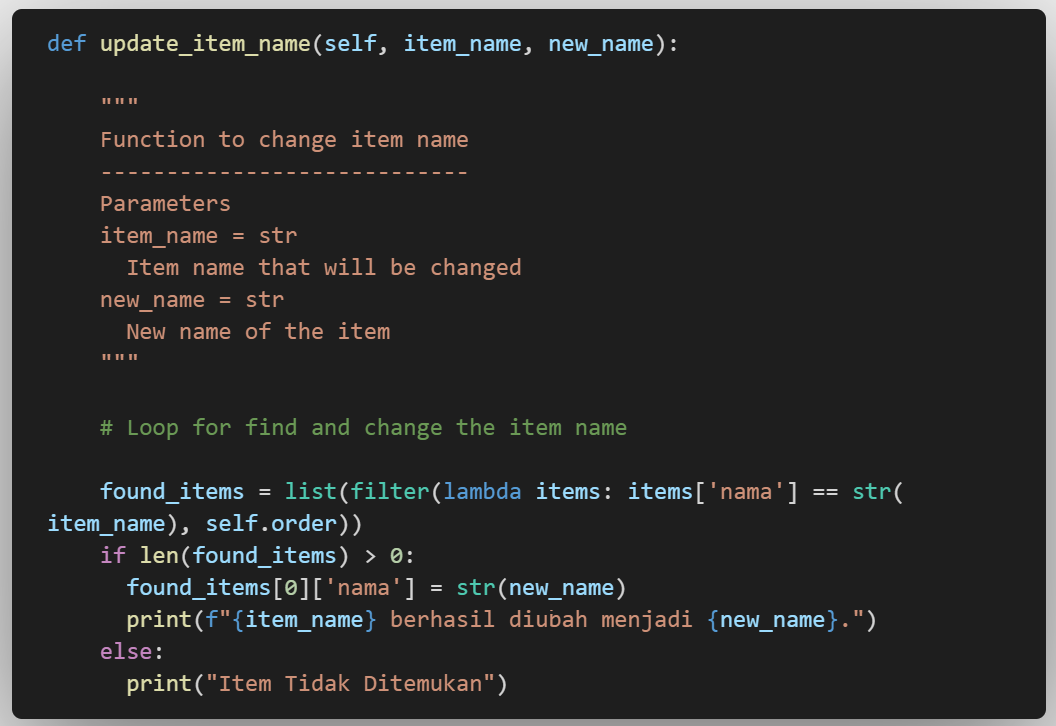 def update_item_name(self, item_name, new_name):
"""
Function to change item name
----------------------------
Parameters
item_name = str
Item name that will be changed
new_name = str
New name of the item
"""
# Loop for find and change the item name
found_items = list(filter(lambda items: items['nama'] == str(
item_name), self.order))
if len(found_items) > 0:
found_items[0]['nama'] = str(new_name)
print(f"{item_name} berhasil diubah menjadi {new_name}.")
else:
print("Item Tidak Ditemukan")